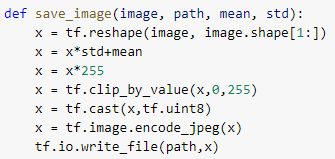 def save_image(image, path, mean, std):
    x = tf.reshape(image, image.shape[1:])
    x = x*std+mean
    x = x*255
    x = tf.clip_by_value(x,0,255)
    x = tf.cast(x,tf.uint8)
    x = tf.image.encode_jpeg(x)
    tf.io.write_file(path,x)